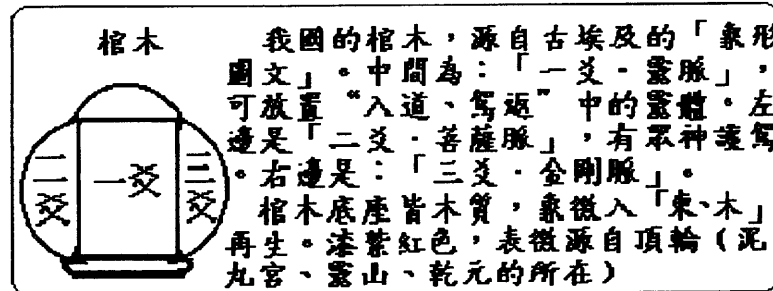 棺木
我國的棺木，源自古埃及的「象形
圖文」。中間為：「一爻．靈脈」，
可放置“入道、駕返”中的靈體。左
邊是「二爻．菩薩脈」，有眾神護駕
。右邊是：「三爻．金剛脈」。
棺木底座皆木質，象徵入「東、木」
再生。漆紫紅色，表徵源自頂輪（泥
丸宮、靈山、乾元的所在）
二爻
一爻
三爻